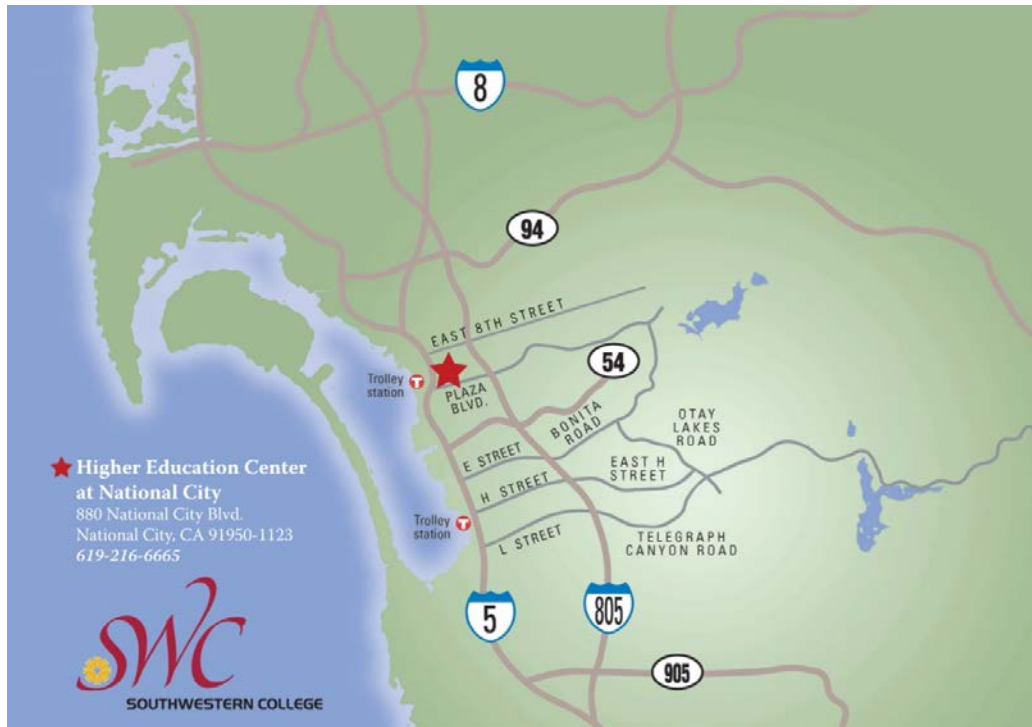 8
94
EAST 8TH STREET
54
Trolley
station
T
PLAZA
BLVD.
BONITA
ROAD
OTAY
LAKES
ROAD
E STREET
EAST H
STREET
H STREET
Higher Education Center
at National City
880 National City Blvd.
National City, CA 91950-1123
619-216-6665
Trolley
station
T
L STREET
TELEGRAPH
CANYON ROAD
5
805
905
SWC
SOUTHWESTERN COLLEGE